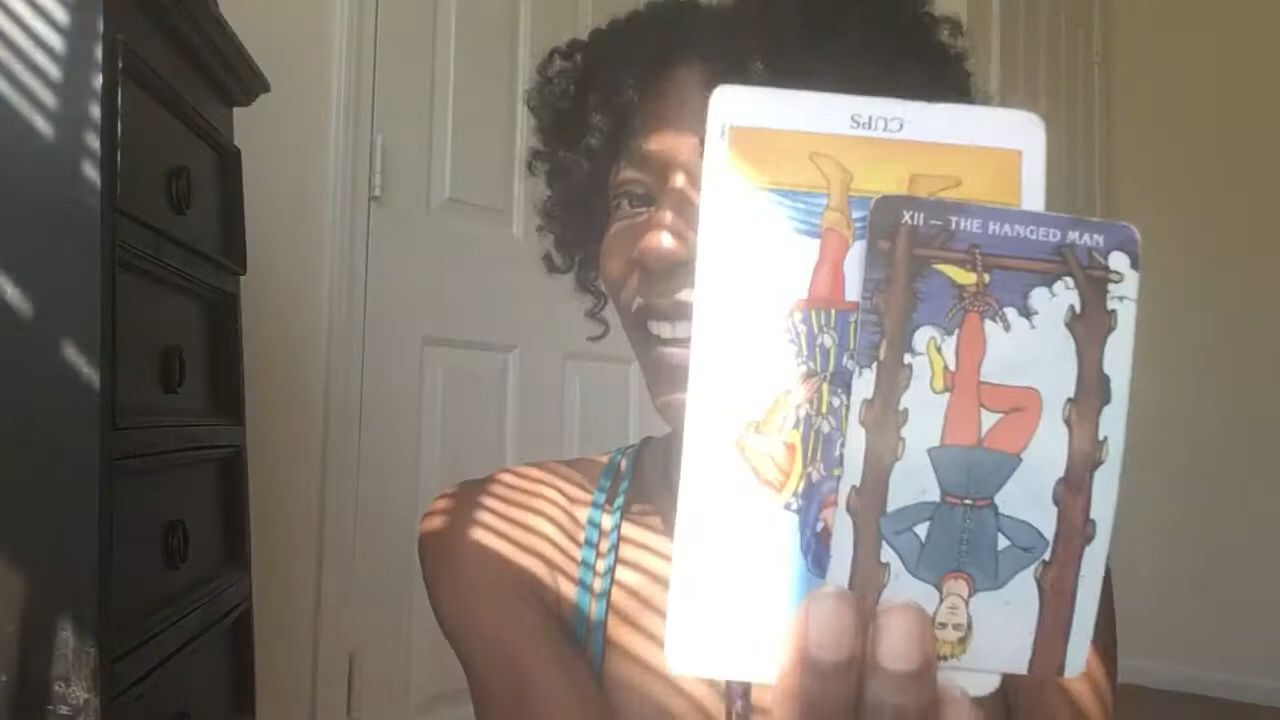 CUPS
XII – THE HANGED MAN